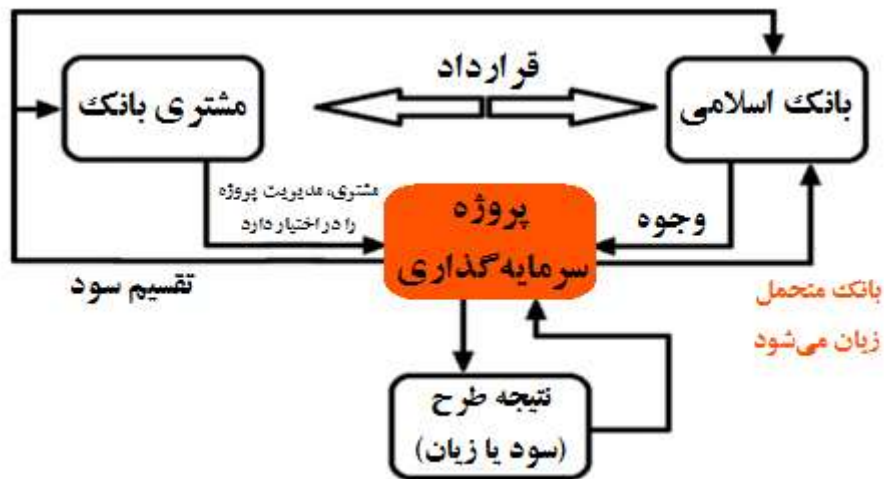 قرارداد
بانک اسلامی
مشتری بانک
مشتری، مدیریت پروژه
را در اختیار دارد
پروژه
سرمایه‌گذاری
وجوه
تقسیم سود
بانک متحمل
زیان می‌شود
نتیجه طرح
(سود یا زیان)